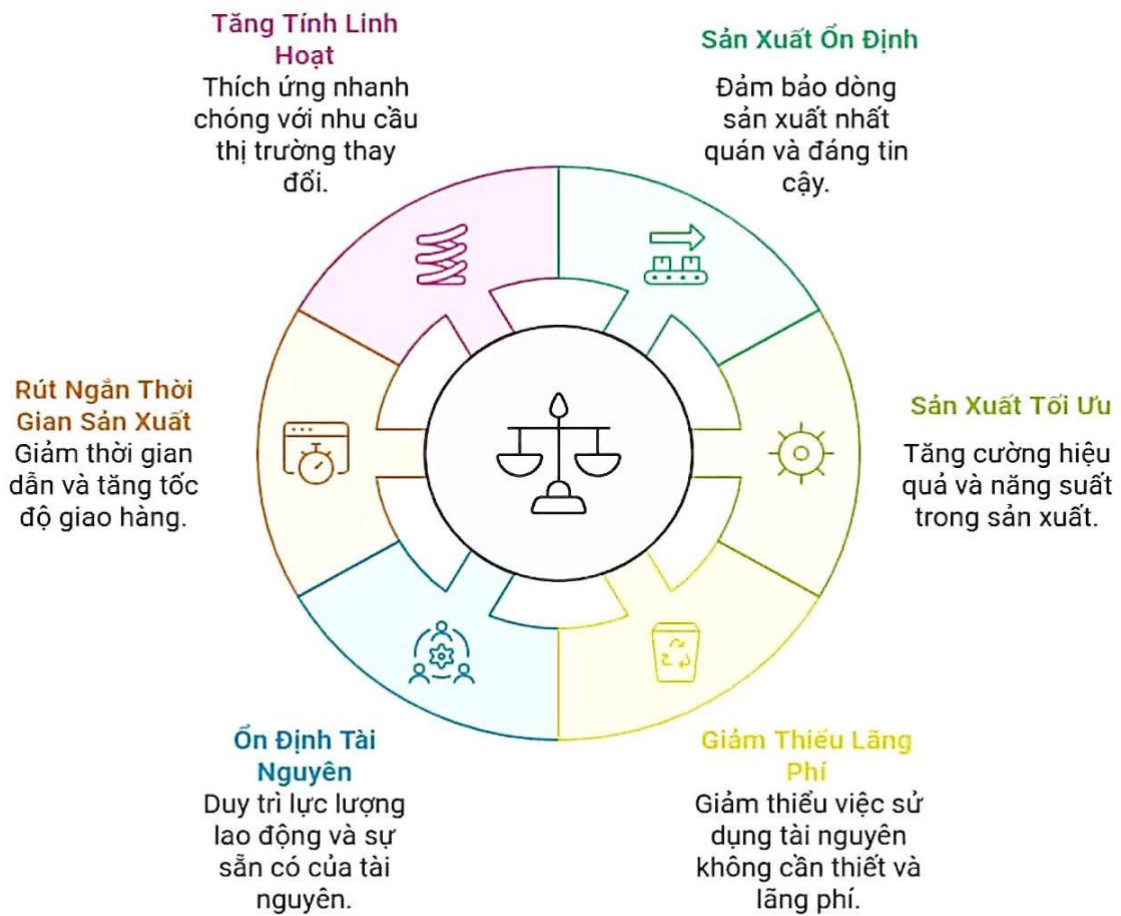 Tăng Tính Linh
Hoạt
Thích ứng nhanh
chóng với nhu cầu
thị trường thay
đổi.
Sản Xuất Ổn Định
Đảm bảo dòng
sản xuất nhất
quán và đáng tin
cậy.
Rút Ngắn Thời
Gian Sản Xuất
Giảm thời gian
dẫn và tăng tốc
độ giao hàng.
Sản Xuất Tối Ưu
Tăng cường hiệu
quả và năng suất
trong sản xuất.
Ổn Định Tài
Nguyên
Duy trì lực lượng
lao động và sự
sẵn có của tài
nguyên.
Giảm Thiểu Lãng
Phí
Giảm thiểu việc sử
dụng tài nguyên
không cần thiết và
lãng phí.